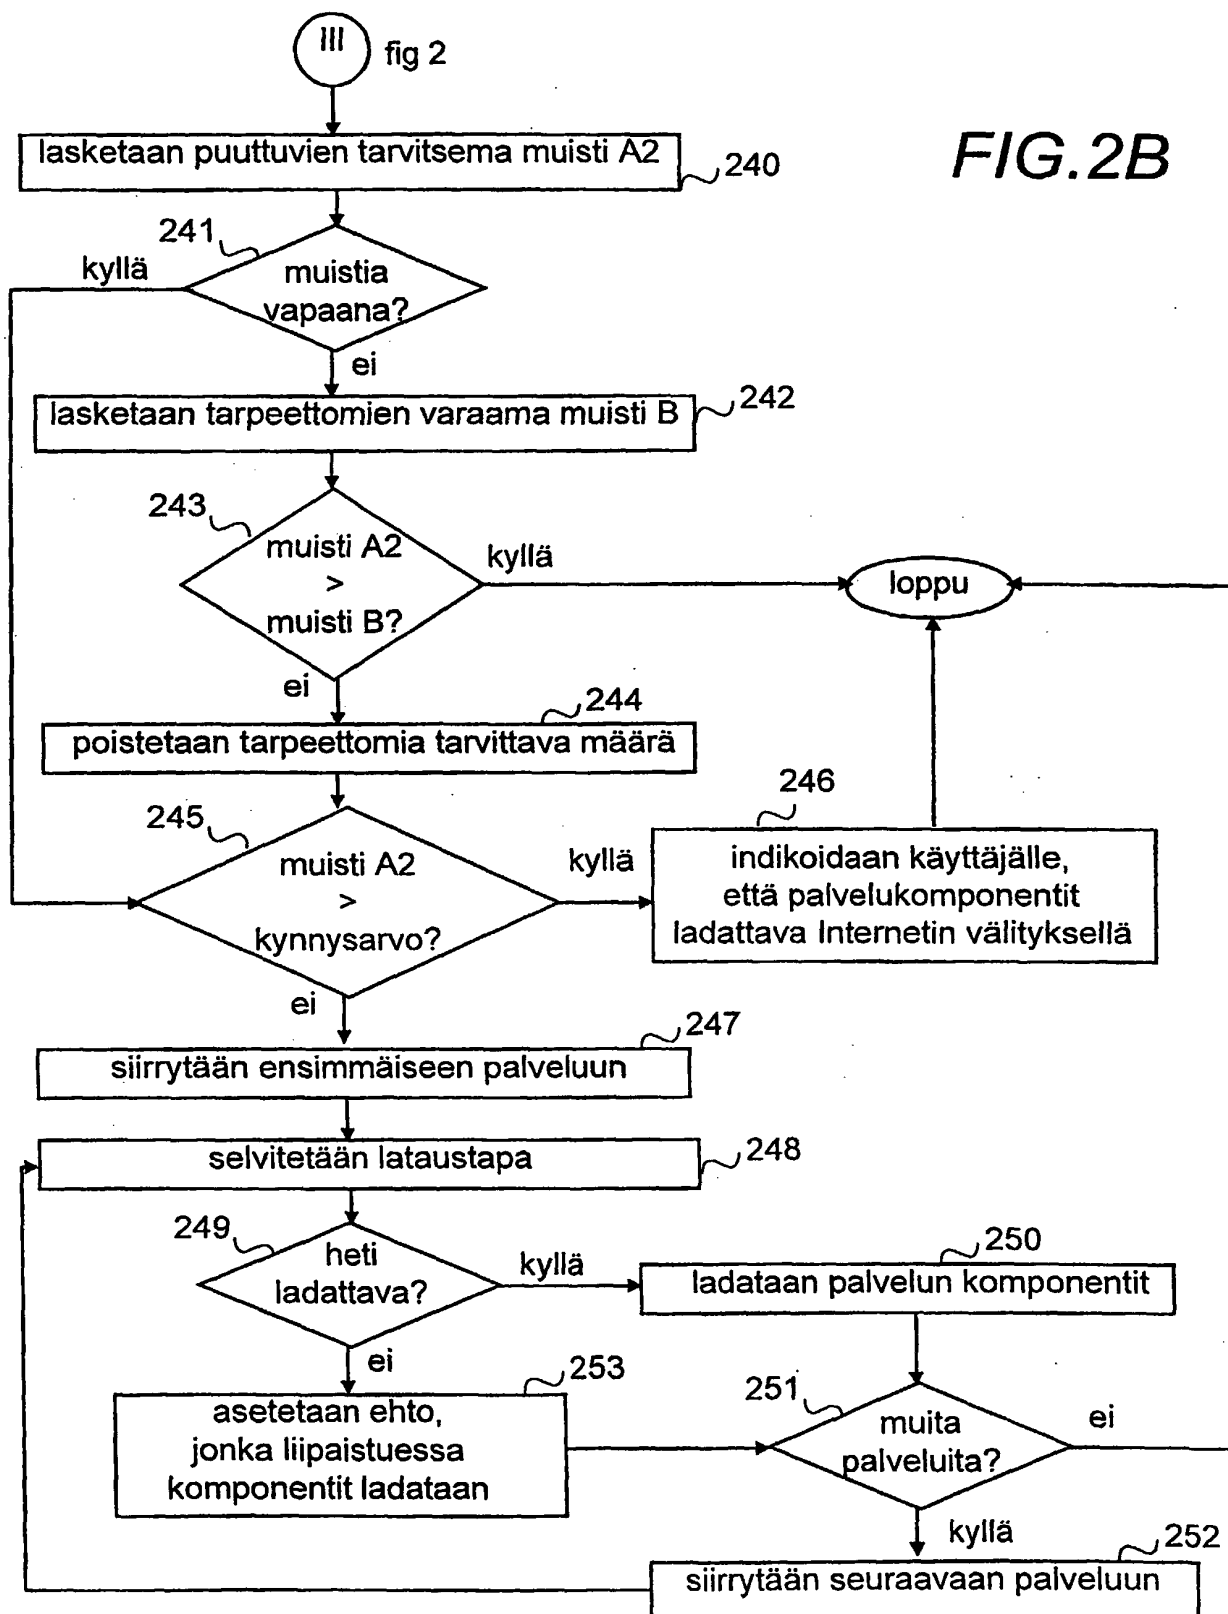 III
fig 2
FIG.2B
lasketaan puuttuvien tarvitsema muisti A2
240
241
kyllä
muistia
vapaana?
ei
lasketaan tarpeettomien varaama muisti B
242
243
muisti A2
>
muisti B?
kyllä
loppu
ei
244
poistetaan tarpeettomia tarvittava määrä
245
muisti A2
>
kynnysarvo?
kyllä
246
indikoidaan käyttäjälle,
että palvelukomponentit
ladattava Internetin välityksellä
ei
247
siirrytään ensimmäiseen palveluun
selvitetään lataustapa
248
249
heti
ladattava?
kyllä
250
ladataan palvelun komponentit
ei
253
asetetaan ehto,
jonka liipaistuessa
komponentit ladataan
251
muita
palveluita?
ei
kyllä
252
siirrytään seuraavaan palveluun